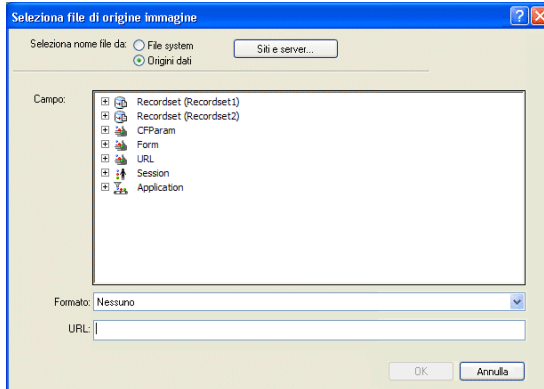 Seleziona file di origine immagine
Seleziona nome file da: File system Siti e server...
Origini dati
Campo:
Recordset (Recordset1)
Recordset (Recordset2)
CFParam
Form
URL
Session
Application
Formato: Nessuno
URL:
OK Annulla